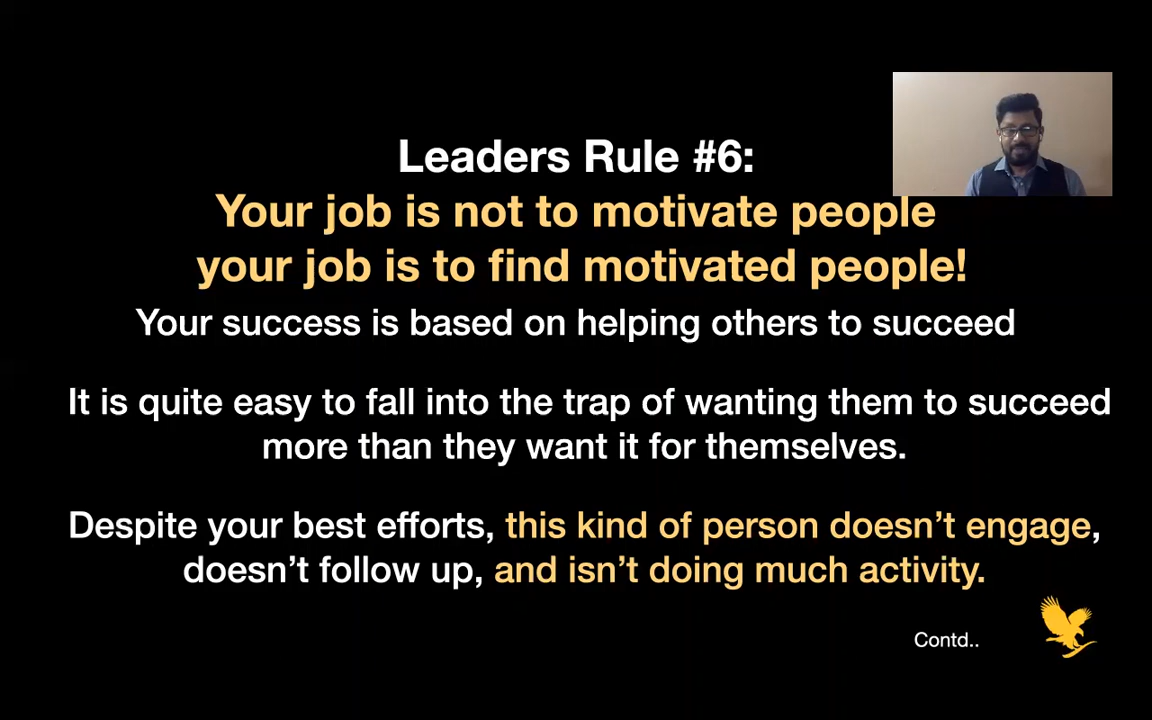 Leaders Rule #6:
Your job is not to motivate people
your job is to find motivated people!
Your success is based on helping others to succeed
It is quite easy to fall into the trap of wanting them to succeed
more than they want it for themselves.
Despite your best efforts, this kind of person doesn’t engage,
doesn’t follow up, and isn’t doing much activity.
Contd..